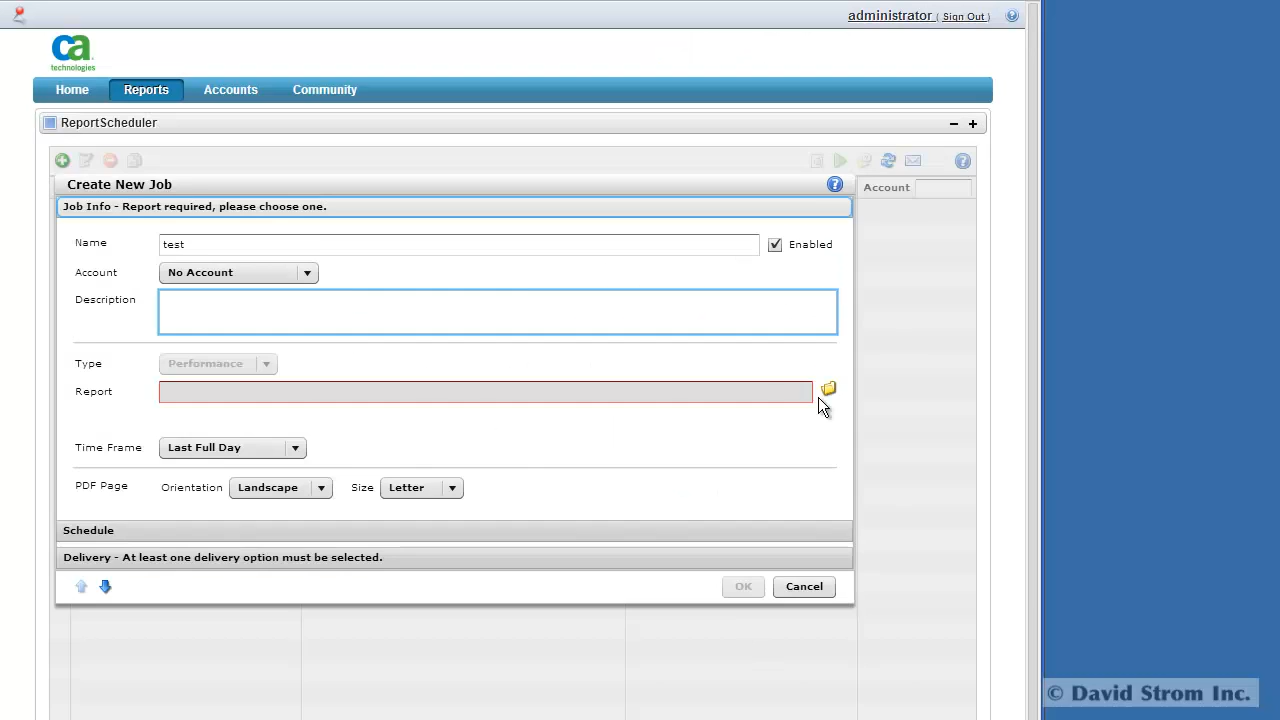 administrator ( Sign Out )
ca
technologies
Home Reports Accounts Community
ReportScheduler
Create New Job
Account
Job Info - Report required, please choose one.
Name test Enabled
Account No Account
Description
Type Performance
Report
Time Frame Last Full Day
PDF Page Orientation Landscape Size Letter
Schedule
Delivery - At least one delivery option must be selected.
OK Cancel
© David Strom Inc.